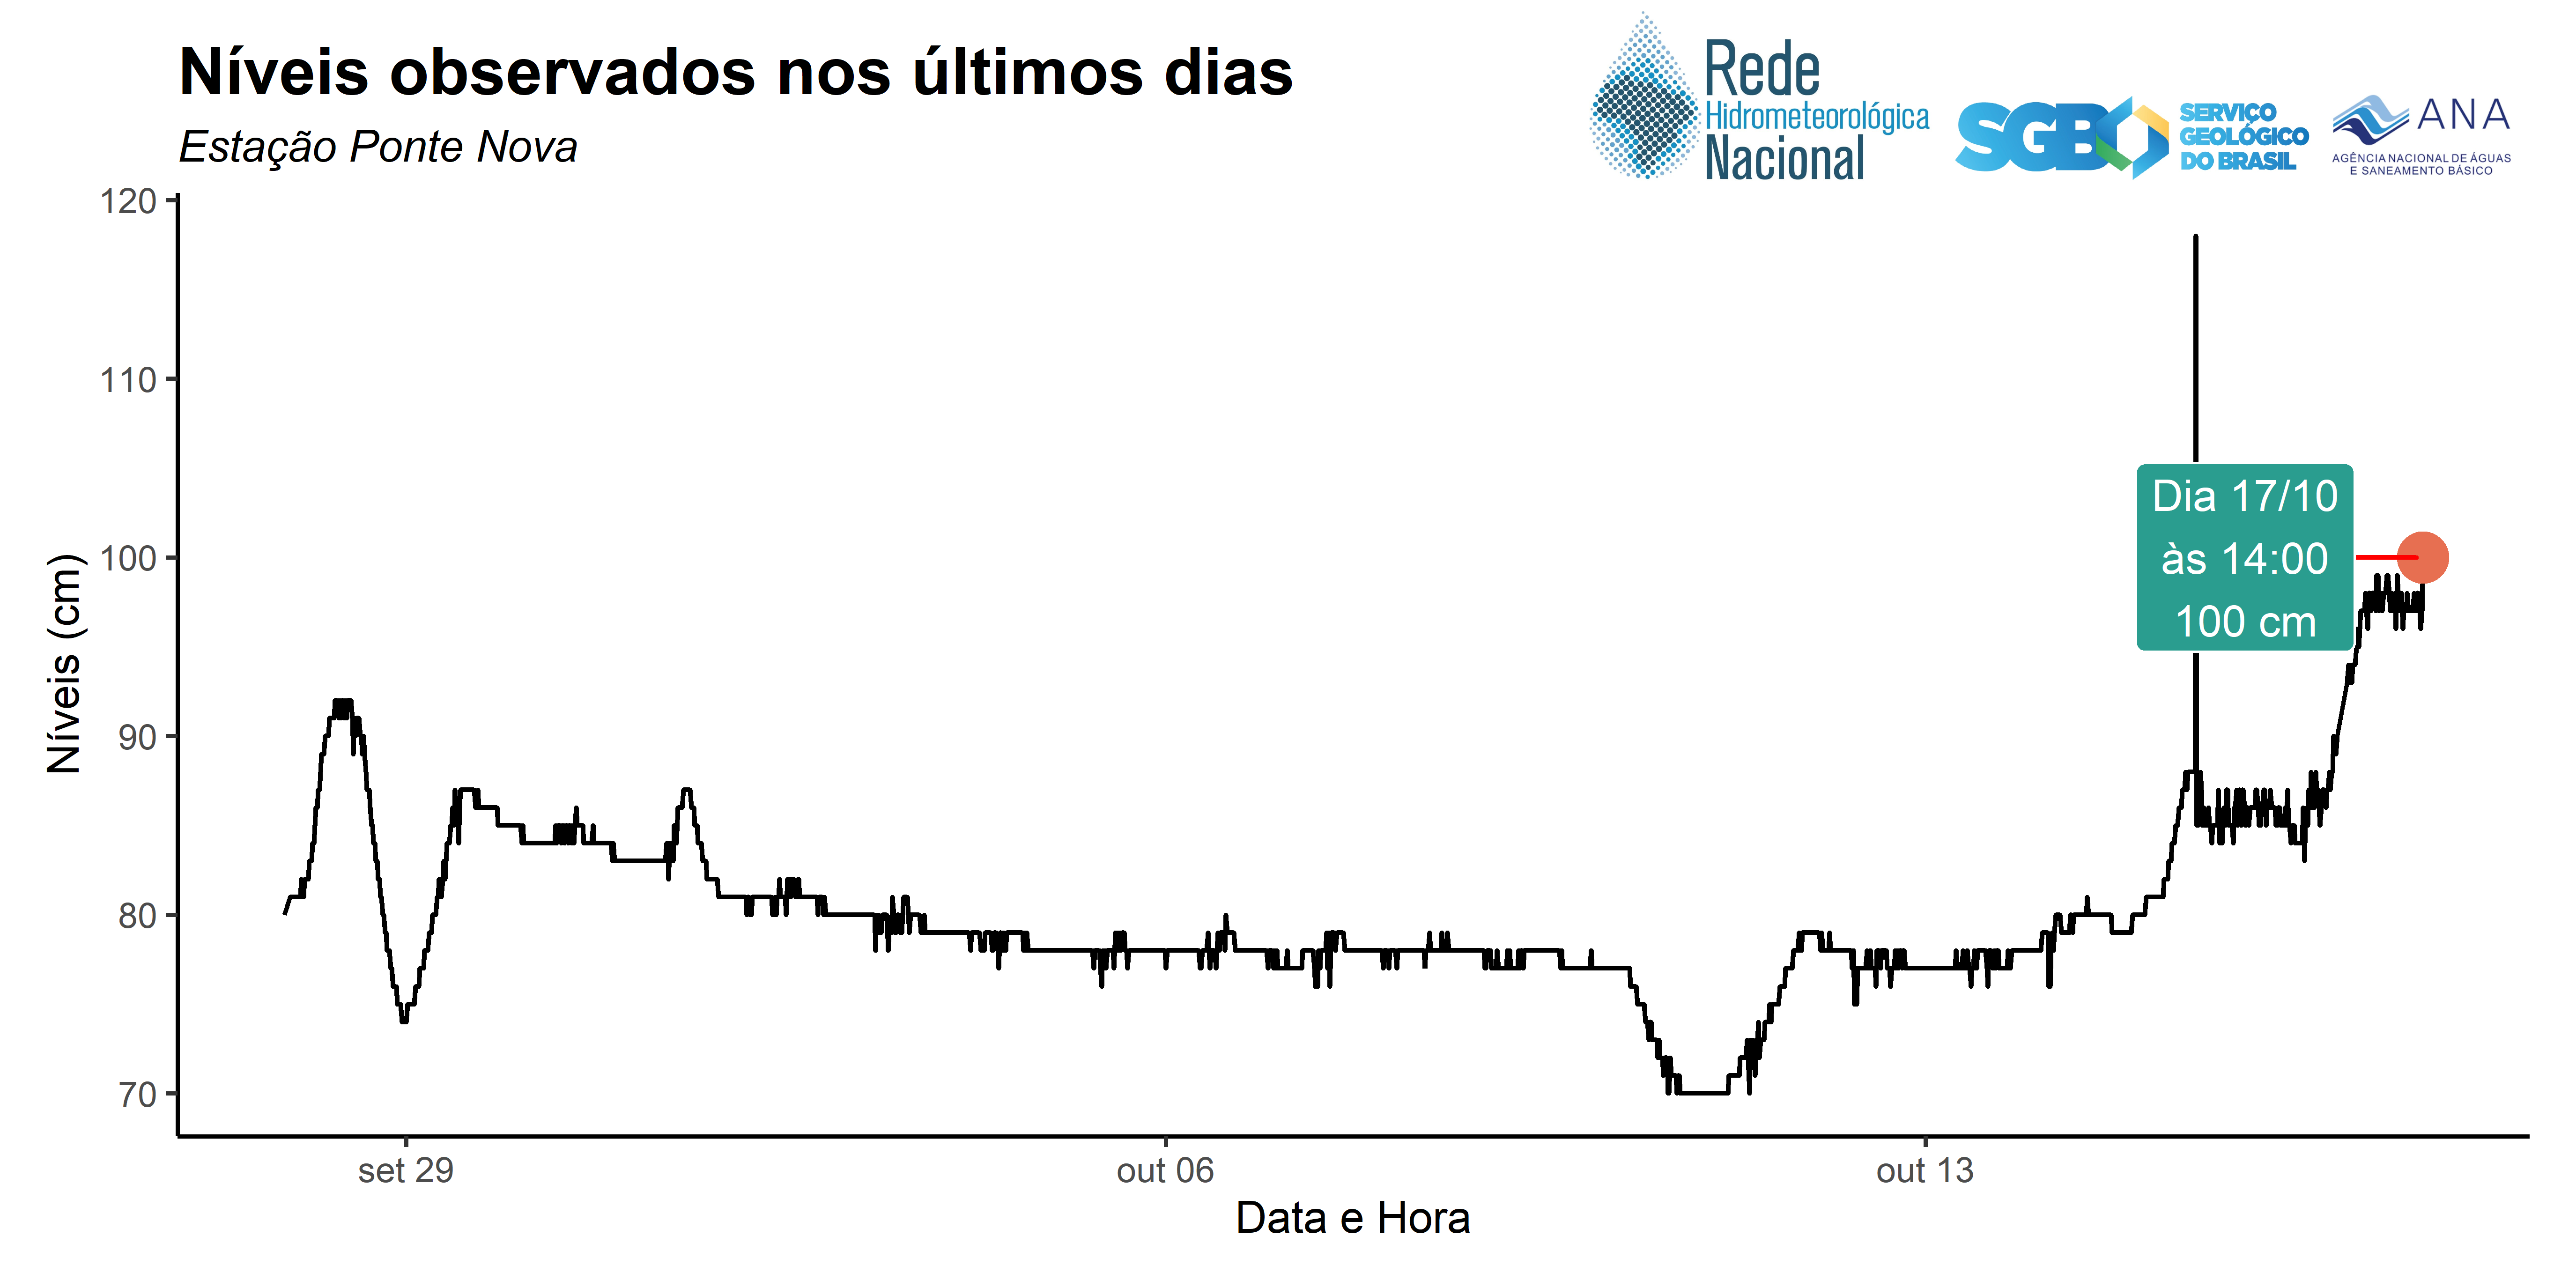 Níveis observados nos últimos dias
Estação Ponte Nova
Rede
Hidrometeorológica
Nacional
SGB
SERVIÇO
GEOLÓGICO
DO BRASIL
ANA
AGÊNCIA NACIONAL DE ÁGUAS
E SANEAMENTO BÁSICO
120
110
100
90
80
70
Níveis (cm)
Dia 17/10
às 14:00
100 cm
set 29
out 06
out 13
Data e Hora